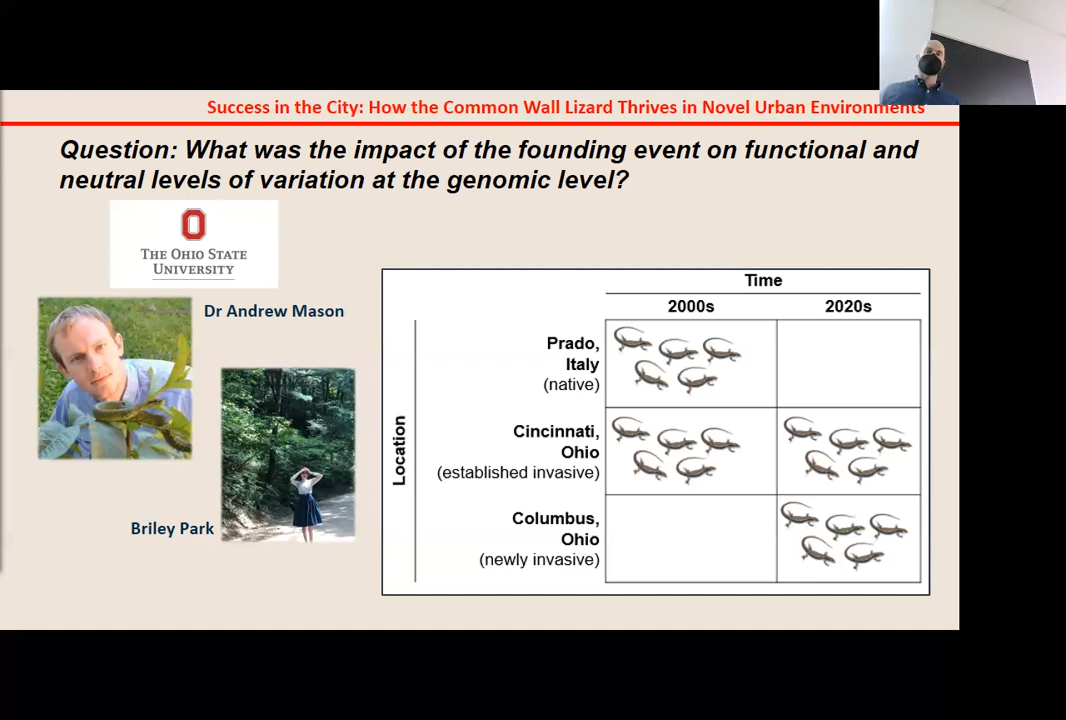 Success in the City: How the Common Wall Lizard Thrives in Novel Urban Environments
Question: What was the impact of the founding event on functional and
neutral levels of variation at the genomic level?
O
THE OHIO STATE
UNIVERSITY
Dr Andrew Mason
Briley Park
Time
2000s 2020s
Location
Prado,
Italy
(native)
Cincinnati,
Ohio
(established invasive)
Columbus,
Ohio
(newly invasive)